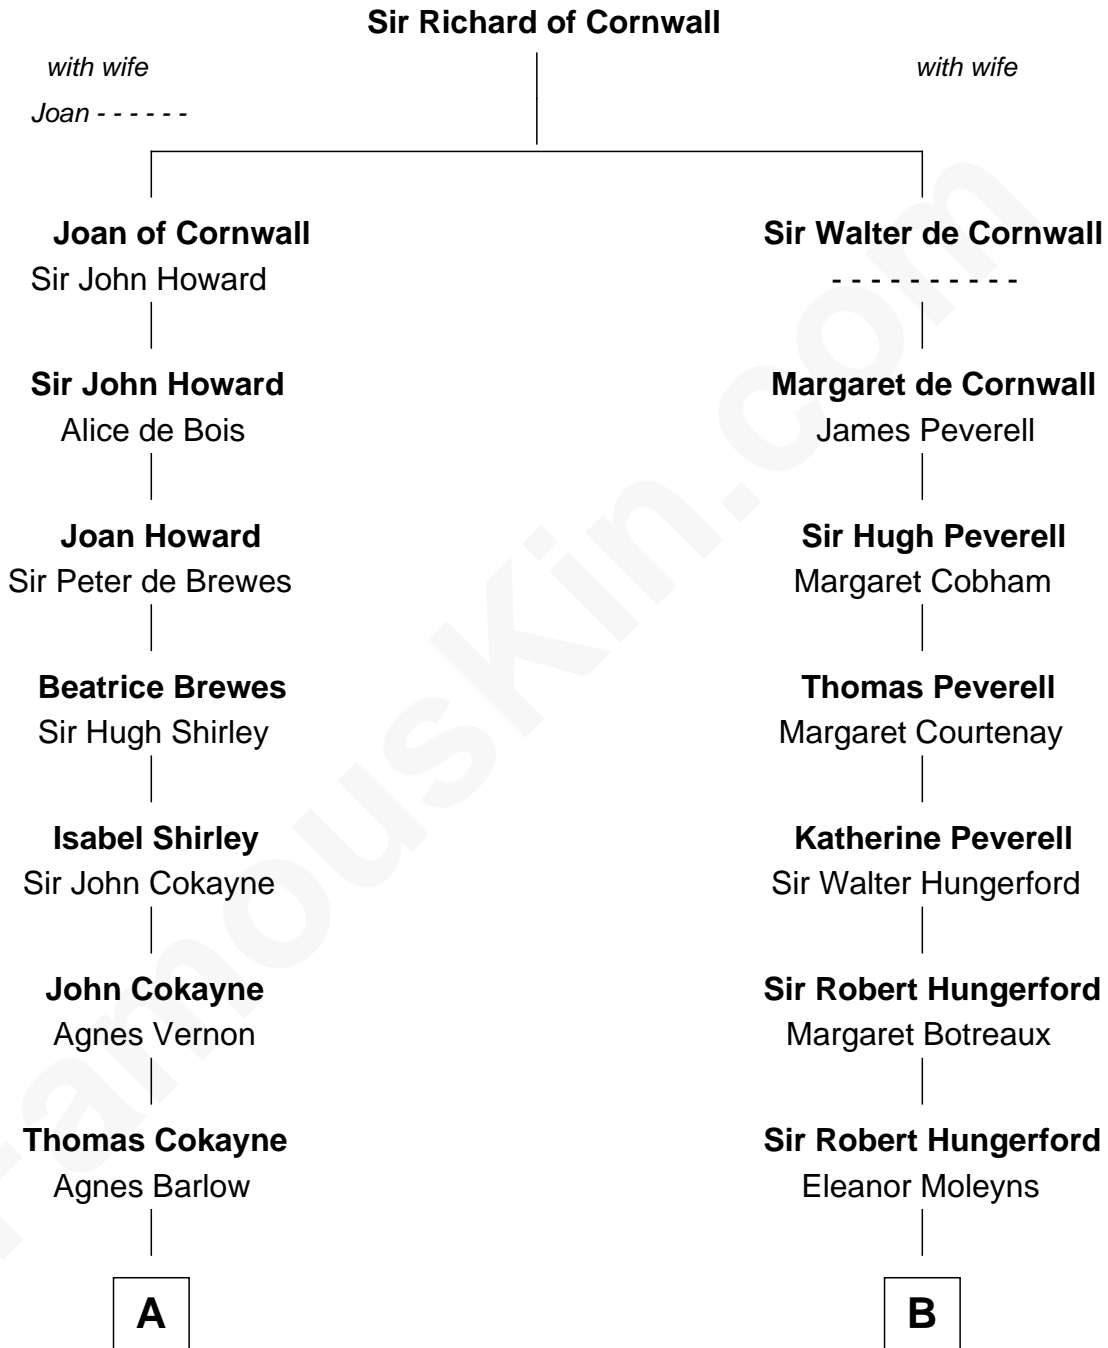 Sir Richard of Cornwall
with wife
with wife
Joan - - - - - -
Joan of Cornwall
Sir Walter de Cornwall
Sir John Howard
- - - - - - - - - -
Sir John Howard
Margaret de Cornwall
Alice de Bois
James Peverell
Joan Howard
Sir Hugh Peverell
Sir Peter de Brewes
Margaret Cobham
Beatrice Brewes
Thomas Peverell
Sir Hugh Shirley
Margaret Courtenay
Isabel Shirley
Katherine Peverell
Sir John Cokayne
Sir Walter Hungerford
John Cokayne
Sir Robert Hungerford
Agnes Vernon
Margaret Botreaux
Thomas Cokayne
Sir Robert Hungerford
Agnes Barlow
Eleanor Moleyns
A
B
FamousKin.com